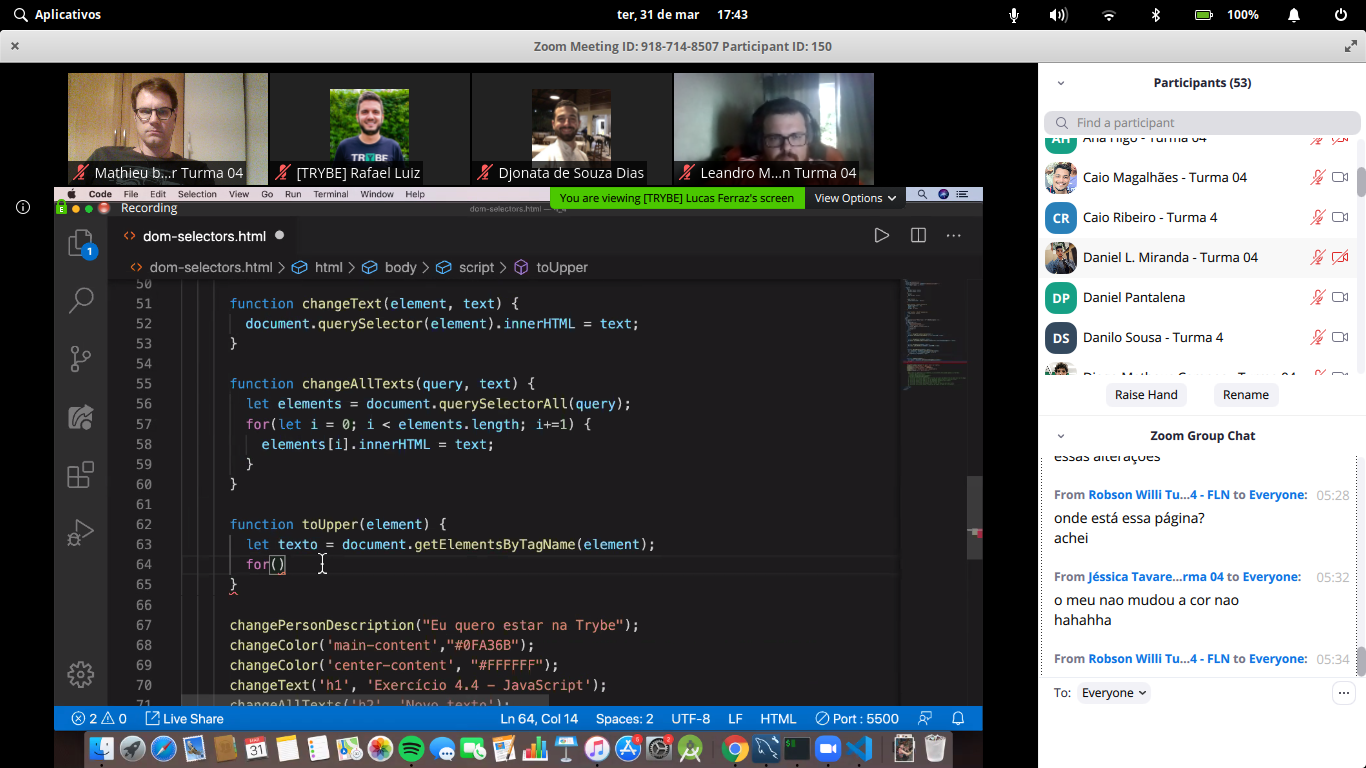 Aplicativos
ter, 31 de mar 17:43
100%
Zoom Meeting ID: 918-714-8507 Participant ID: 150
Mathieu b...r Turma 04
[TRYBE] Rafael Luiz
Djonata de Souza Dias
Leandro M...n Turma 04
TRYBE
Code File Edit Selection View Go Run Terminal Window Help
You are viewing [TRYBE] Lucas Ferraz's screen
View Options
Recording
dom-selectors.html —
dom-selectors.html
dom-selectors.html > html > body > script > toUpper
1
50
51 function changeText(element, text) {
52 document.querySelector(element).innerHTML = text;
53 }
54
55 function changeAllTexts(query, text) {
56 let elements = document.querySelectorAll(query);
57 for(let i = 0; i < elements.length; i+=1) {
58 elements[i].innerHTML = text;
59 }
60 }
61
62 function toUpper(element) {
63 let texto = document.getElementsByTagName(element);
64 for()
65 }
66
67 changePersonDescription("Eu quero estar na Trybe");
68 changeColor('main-content',"#0FA36B");
69 changeColor('center-content', "#FFFFFF");
70 changeText('h1', 'Exercício 4.4 – JavaScript');
71 changeAllTexts('h2', 'Novo texto');
2 0 Live Share
Ln 64, Col 14 Spaces: 2 UTF-8 LF HTML Port : 5500
31
Participants (53)
Find a participant
AH Ana Higo - Turma 04
Caio Magalhães - Turma 04
CR Caio Ribeiro - Turma 4
Daniel L. Miranda - Turma 04
DP Daniel Pantalena
DS Danilo Sousa - Turma 4
Raise Hand
Rename
Zoom Group Chat
essas alterações
From Robson Willi Tu...4 - FLN to Everyone: 05:28
onde está essa página?
achei
From Jéssica Tavare...rma 04 to Everyone: 05:32
o meu nao mudou a cor nao
hahahha
From Robson Willi Tu...4 - FLN to Everyone: 05:34
To: Everyone